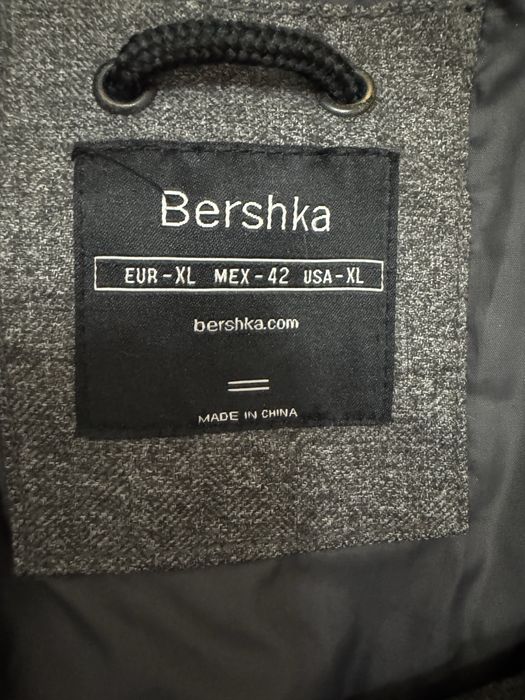 Bershka
EUR-XL MEX-42 USA-XL
bershka.com
MADE IN CHINA